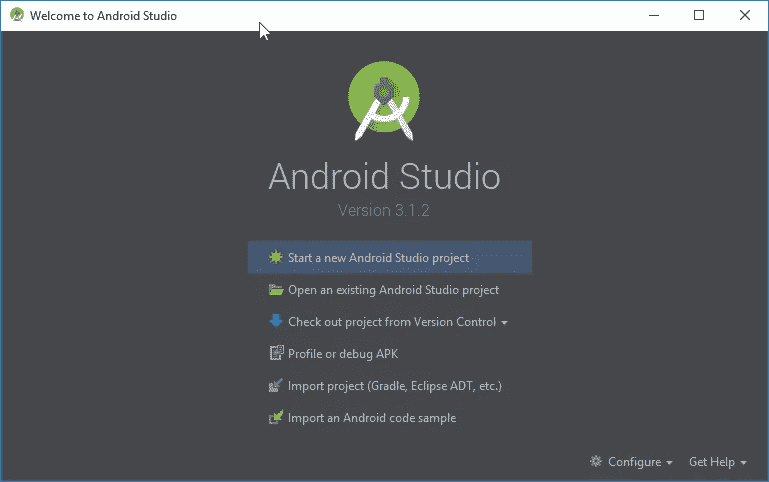 Welcome to Android Studio
Android Studio
Version 3.1.2
Start a new Android Studio project
Open an existing Android Studio project
Check out project from Version Control
Profile or debug APK
Import project (Gradle, Eclipse ADT, etc.)
Import an Android code sample
Configure Get Help